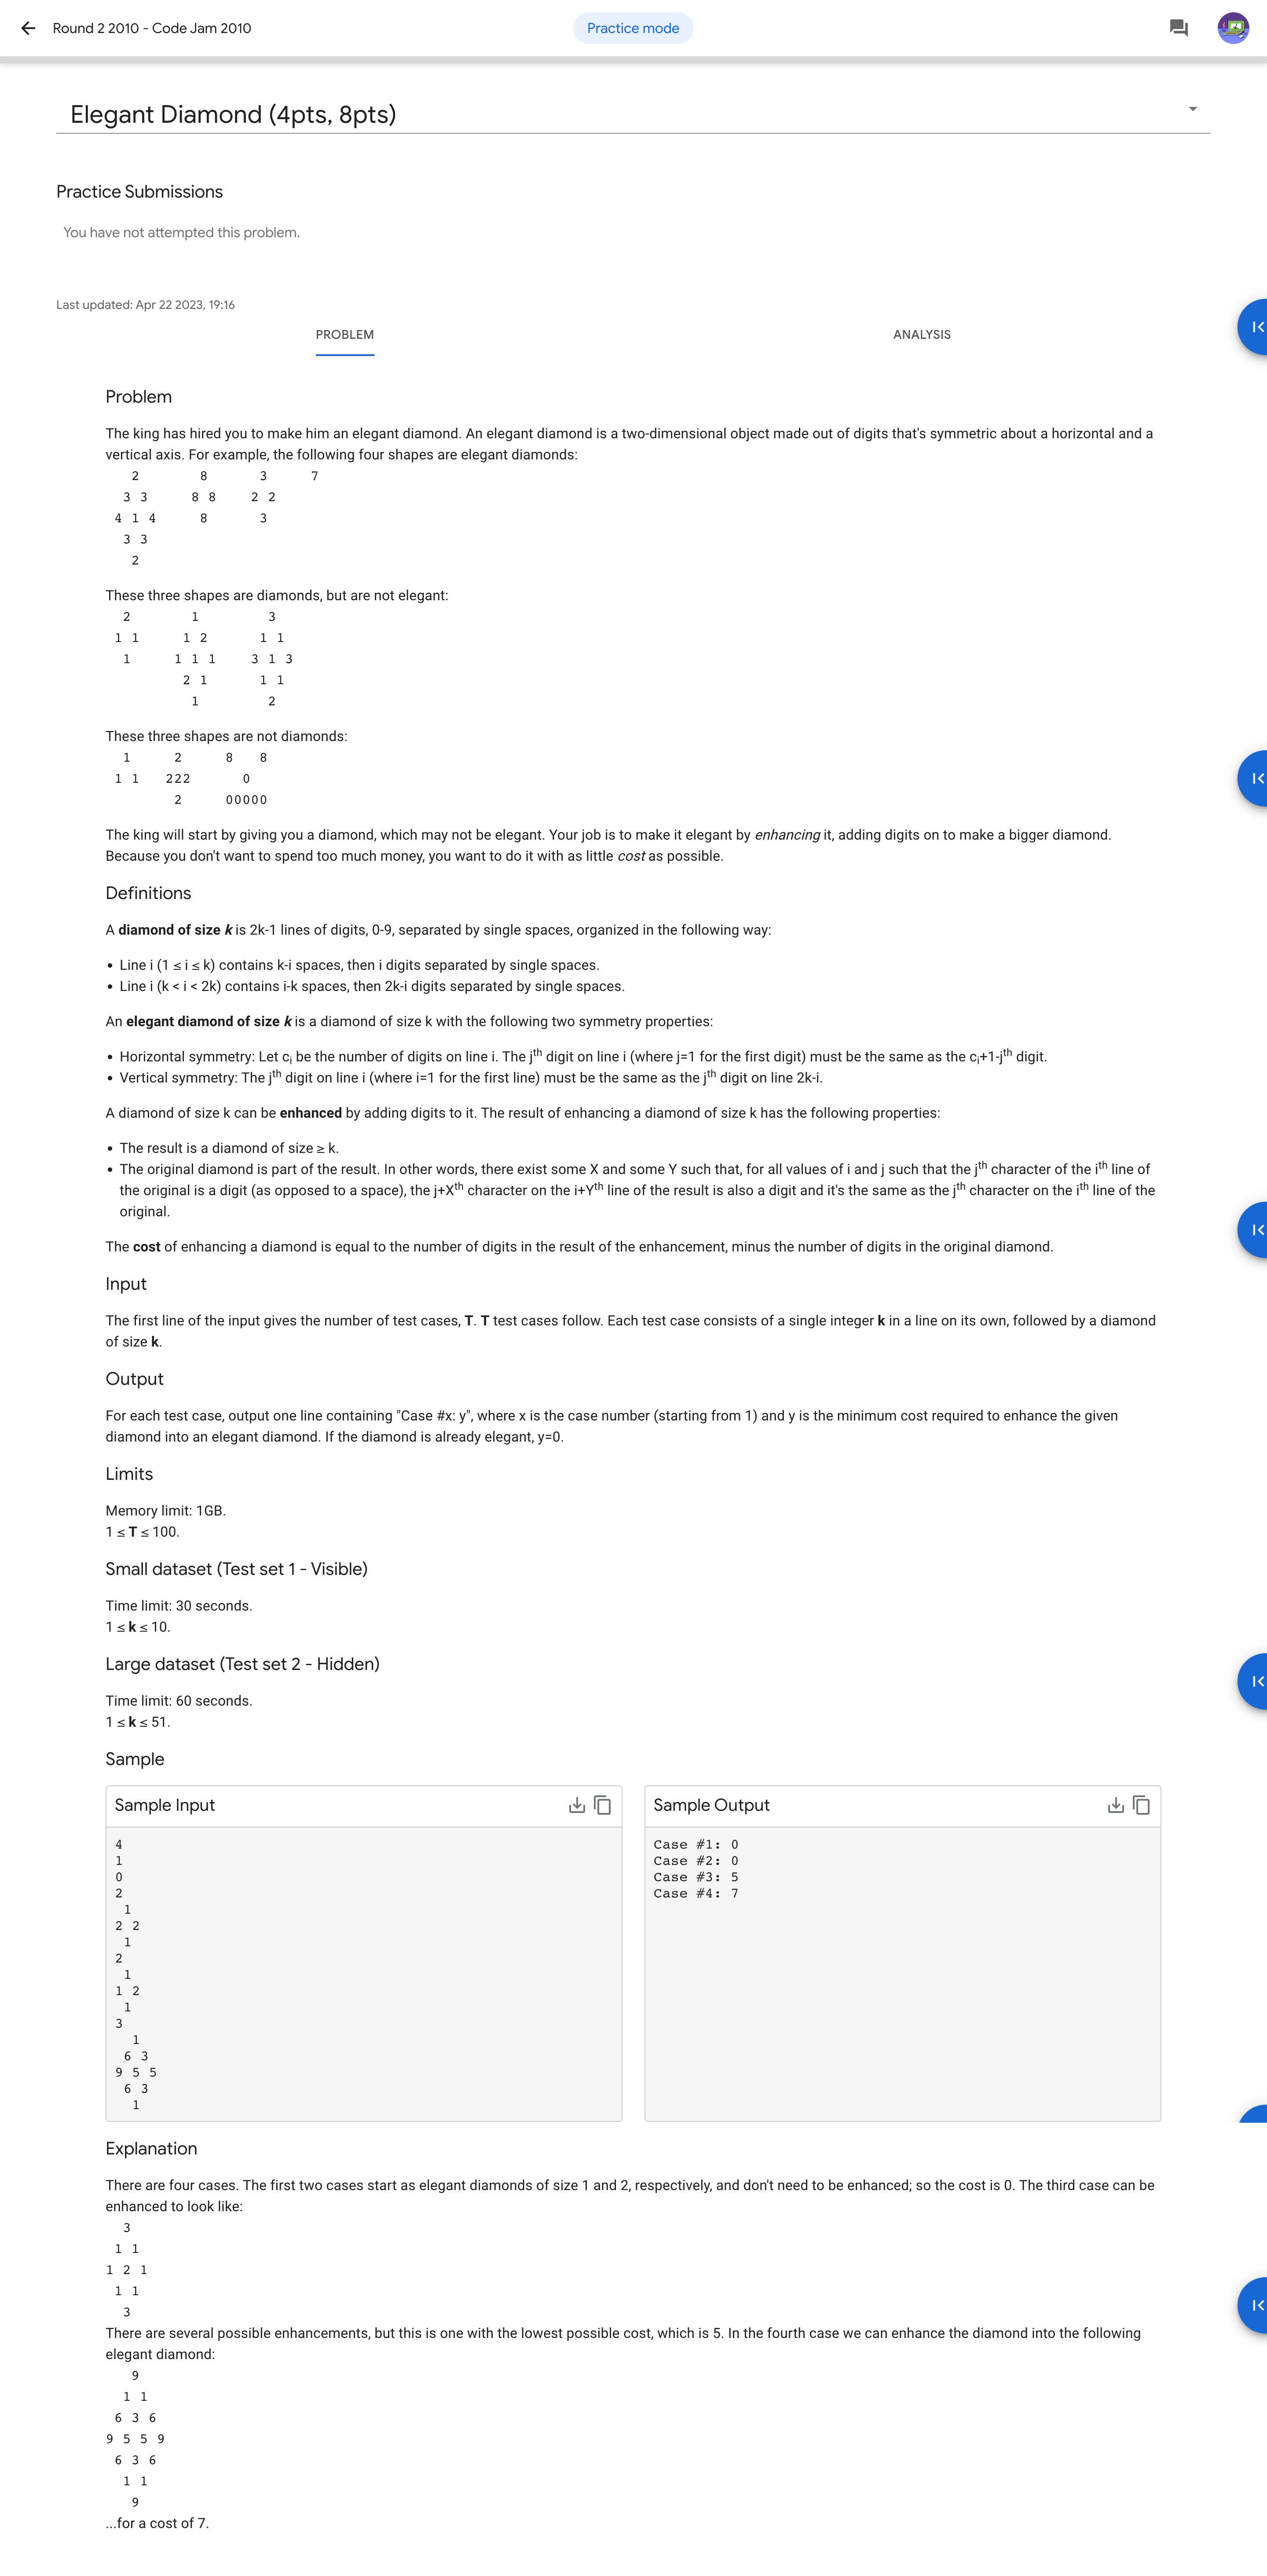 Round 2 2010 - Code Jam 2010
Practice mode
Elegant Diamond (4pts, 8pts)
Practice Submissions
You have not attempted this problem.
Last updated: Apr 22 2023, 19:16
PROBLEM
ANALYSIS
Problem
The king has hired you to make him an elegant diamond. An elegant diamond is a two-dimensional object made out of digits that's symmetric about a horizontal and a
vertical axis. For example, the following four shapes are elegant diamonds:
   2       8      3     7
  3 3     8 8    2 2
 4 1 4     8      3
  3 3
   2
These three shapes are diamonds, but are not elegant:
  2       1        3
 1 1     1 2      1 1
  1     1 1 1    3 1 3
         2 1      1 1
          1        2
These three shapes are not diamonds:
  1     2     8   8
 1 1   222      0
        2     00000
The king will start by giving you a diamond, which may not be elegant. Your job is to make it elegant by enhancing it, adding digits on to make a bigger diamond.
Because you don't want to spend too much money, you want to do it with as little cost as possible.
Definitions
A diamond of size k is 2k-1 lines of digits, 0-9, separated by single spaces, organized in the following way:
• Line i (1 ≤ i ≤ k) contains k-i spaces, then i digits separated by single spaces.
• Line i (k < i < 2k) contains i-k spaces, then 2k-i digits separated by single spaces.
An elegant diamond of size k is a diamond of size k with the following two symmetry properties:
• Horizontal symmetry: Let ci be the number of digits on line i. The jth digit on line i (where j=1 for the first digit) must be the same as the ci+1-jth digit.
• Vertical symmetry: The jth digit on line i (where i=1 for the first line) must be the same as the jth digit on line 2k-i.
A diamond of size k can be enhanced by adding digits to it. The result of enhancing a diamond of size k has the following properties:
• The result is a diamond of size ≥ k.
• The original diamond is part of the result. In other words, there exist some X and some Y such that, for all values of i and j such that the jth character of the ith line of
the original is a digit (as opposed to a space), the j+Xth character on the i+Yth line of the result is also a digit and it's the same as the jth character on the ith line of the
original.
The cost of enhancing a diamond is equal to the number of digits in the result of the enhancement, minus the number of digits in the original diamond.
Input
The first line of the input gives the number of test cases, T. T test cases follow. Each test case consists of a single integer k in a line on its own, followed by a diamond
of size k.
Output
For each test case, output one line containing "Case #x: y", where x is the case number (starting from 1) and y is the minimum cost required to enhance the given
diamond into an elegant diamond. If the diamond is already elegant, y=0.
Limits
Memory limit: 1GB.
1 ≤ T ≤ 100.
Small dataset (Test set 1 - Visible)
Time limit: 30 seconds.
1 ≤ k ≤ 10.
Large dataset (Test set 2 - Hidden)
Time limit: 60 seconds.
1 ≤ k ≤ 51.
Sample
Sample Input
4
1
0
2
 1
2 2
 1
2
 1
1 2
 1
3
  1
 6 3
9 5 5
 6 3
  1
Sample Output
Case #1: 0
Case #2: 0
Case #3: 5
Case #4: 7
Explanation
There are four cases. The first two cases start as elegant diamonds of size 1 and 2, respectively, and don't need to be enhanced; so the cost is 0. The third case can be
enhanced to look like:
  3
 1 1
1 2 1
 1 1
  3
There are several possible enhancements, but this is one with the lowest possible cost, which is 5. In the fourth case we can enhance the diamond into the following
elegant diamond:
   9
  1 1
 6 3 6
9 5 5 9
 6 3 6
  1 1
   9
...for a cost of 7.